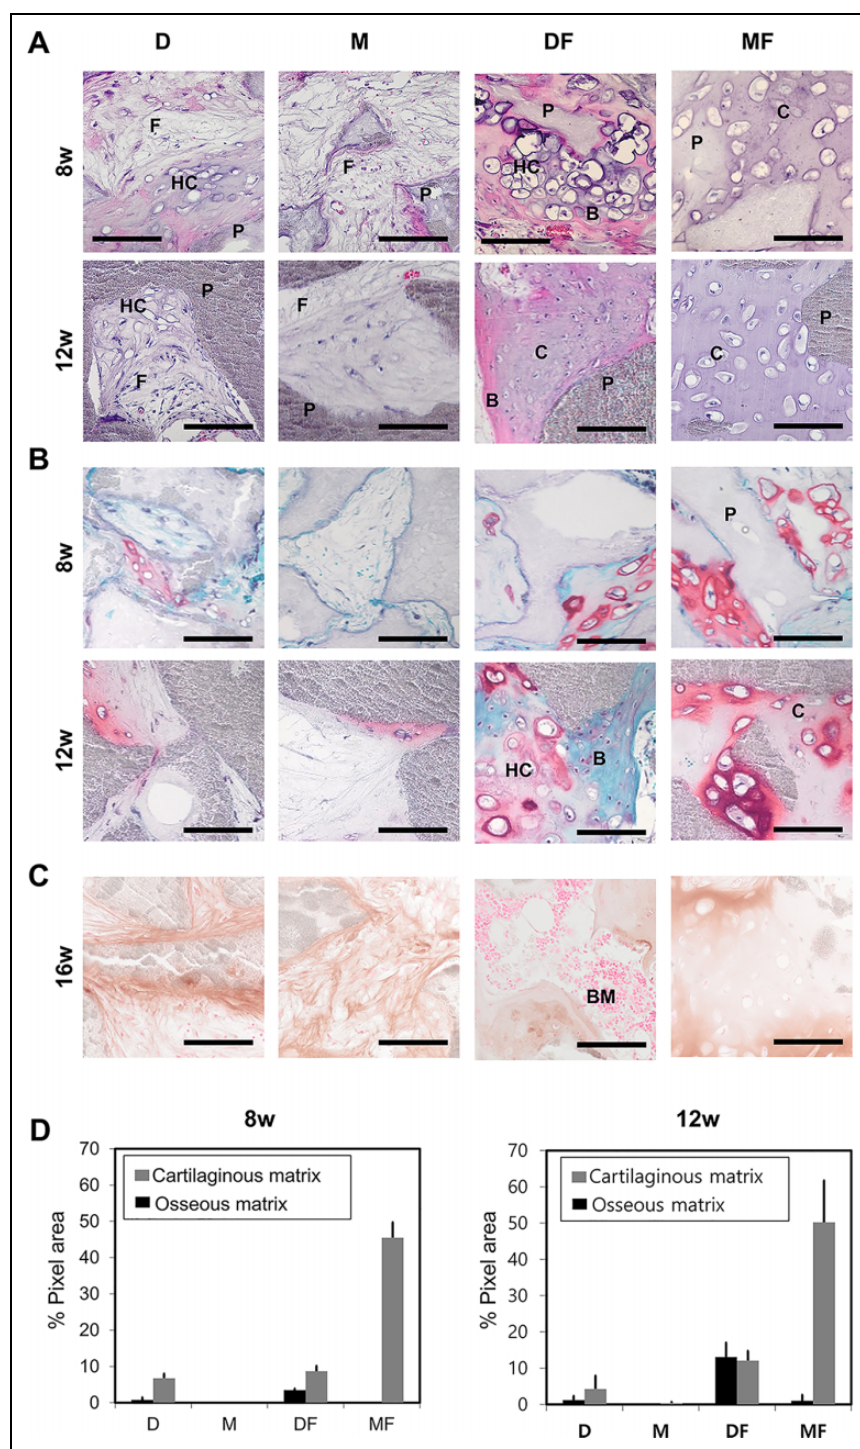 A
D M DF MF
8w
F
HC
P
F
P
P
HC
B
C
P
12w
P
HC
F
F
P
C
P
B
C
P
B
8w
P
12w
HC
B
C
C
16w
BM
D
8w 12w
70
60
50
40
30
20
10
0
% Pixel area
Cartilaginous matrix
Osseous matrix
D M DF MF
70
60
50
40
30
20
10
0
% Pixel area
Cartilaginous matrix
Osseous matrix
D M DF MF